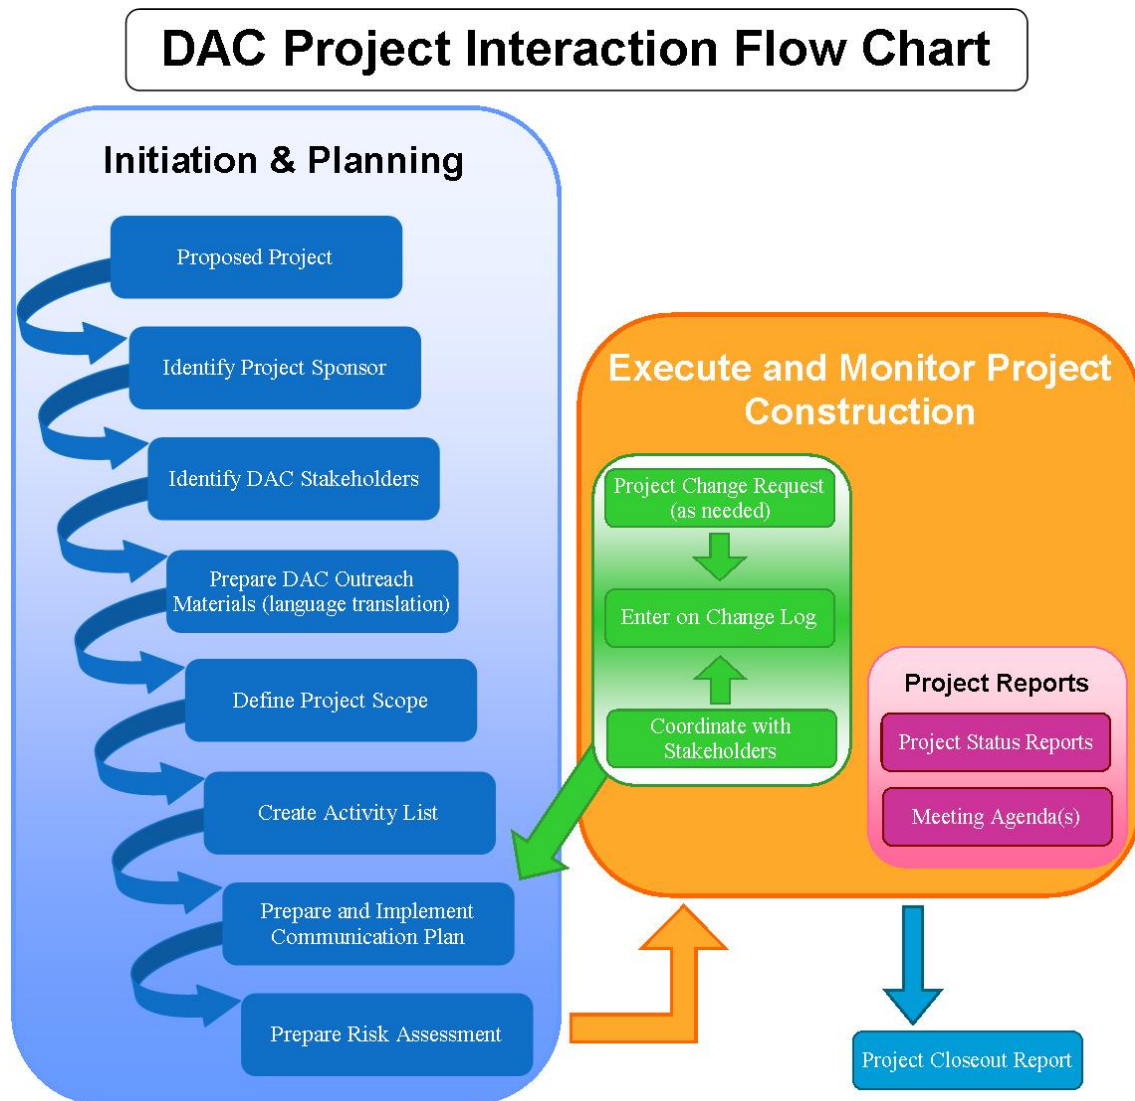 DAC Project Interaction Flow Chart
Initiation & Planning
Proposed Project
Identify Project Sponsor
Identify DAC Stakeholders
Prepare DAC Outreach
Materials (language translation)
Define Project Scope
Create Activity List
Prepare and Implement
Communication Plan
Prepare Risk Assessment
Execute and Monitor Project
Construction
Project Change Request
(as needed)
Enter on Change Log
Coordinate with
Stakeholders
Project Reports
Project Status Reports
Meeting Agenda(s)
Project Closeout Report